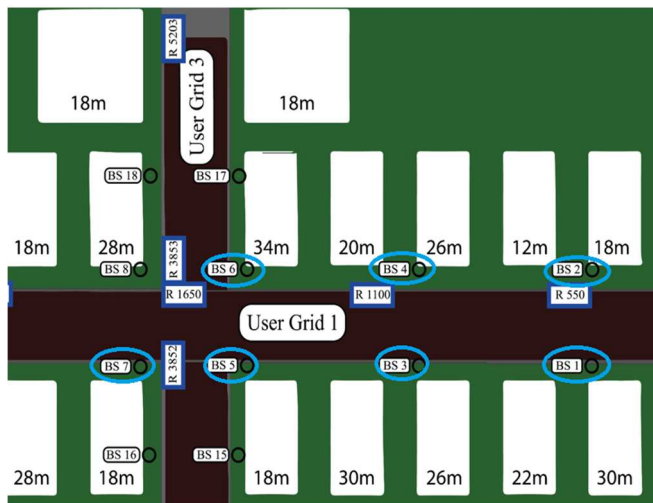 R 5203
User Grid 3
18m
18m
BS 18
BS 17
18m
28m
34m
20m
26m
12m
18m
BS 8
R 3853
BS 6
BS 4
BS 2
R 1650
R 1100
R 550
User Grid 1
BS 7
R 3852
BS 5
BS 3
BS 1
BS 16
BS 15
28m
18m
18m
30m
26m
22m
30m